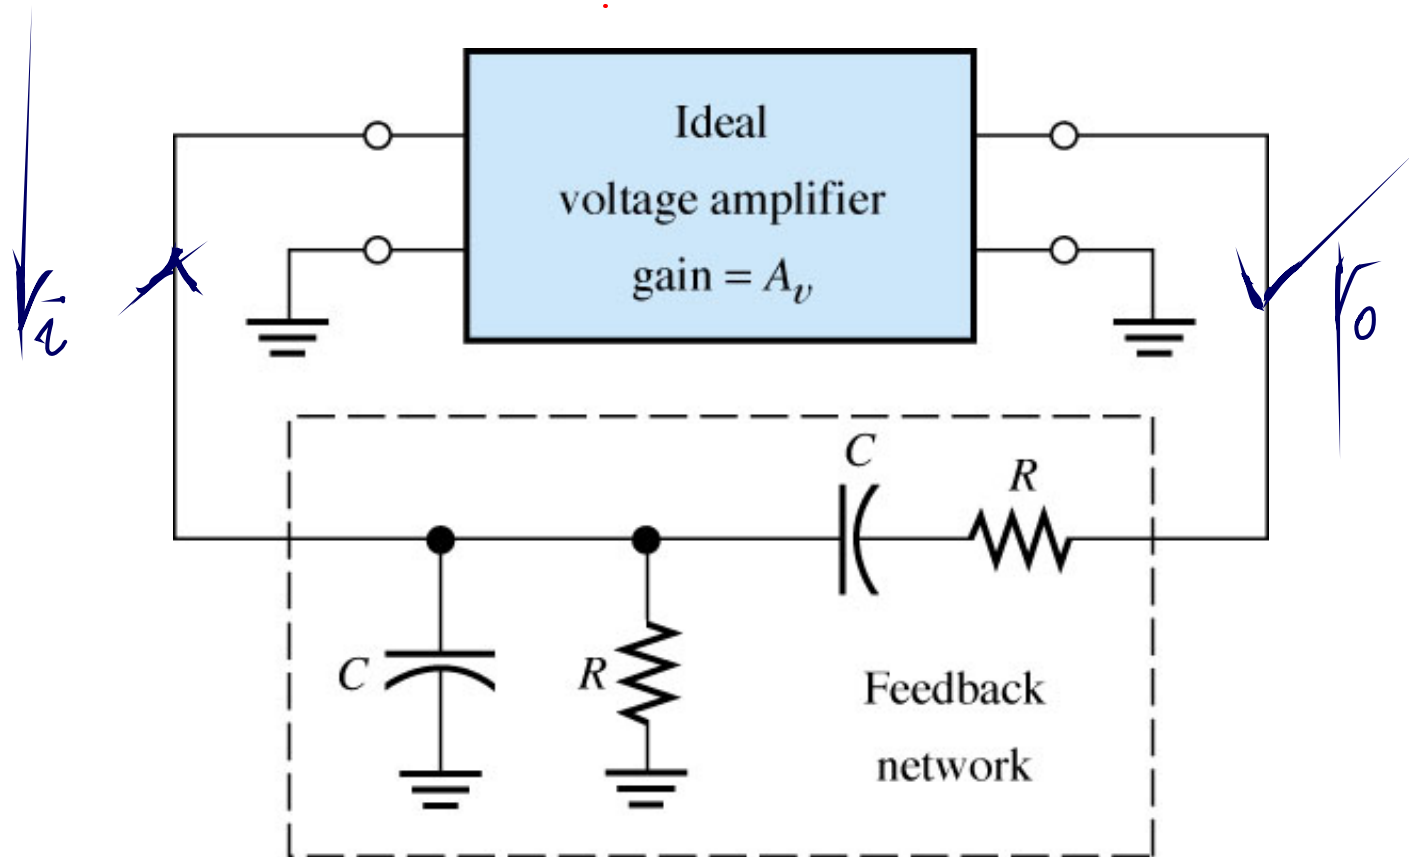 Ideal
voltage amplifier
gain = A_v
V_i
V_o
C
R
C
R
Feedback
network